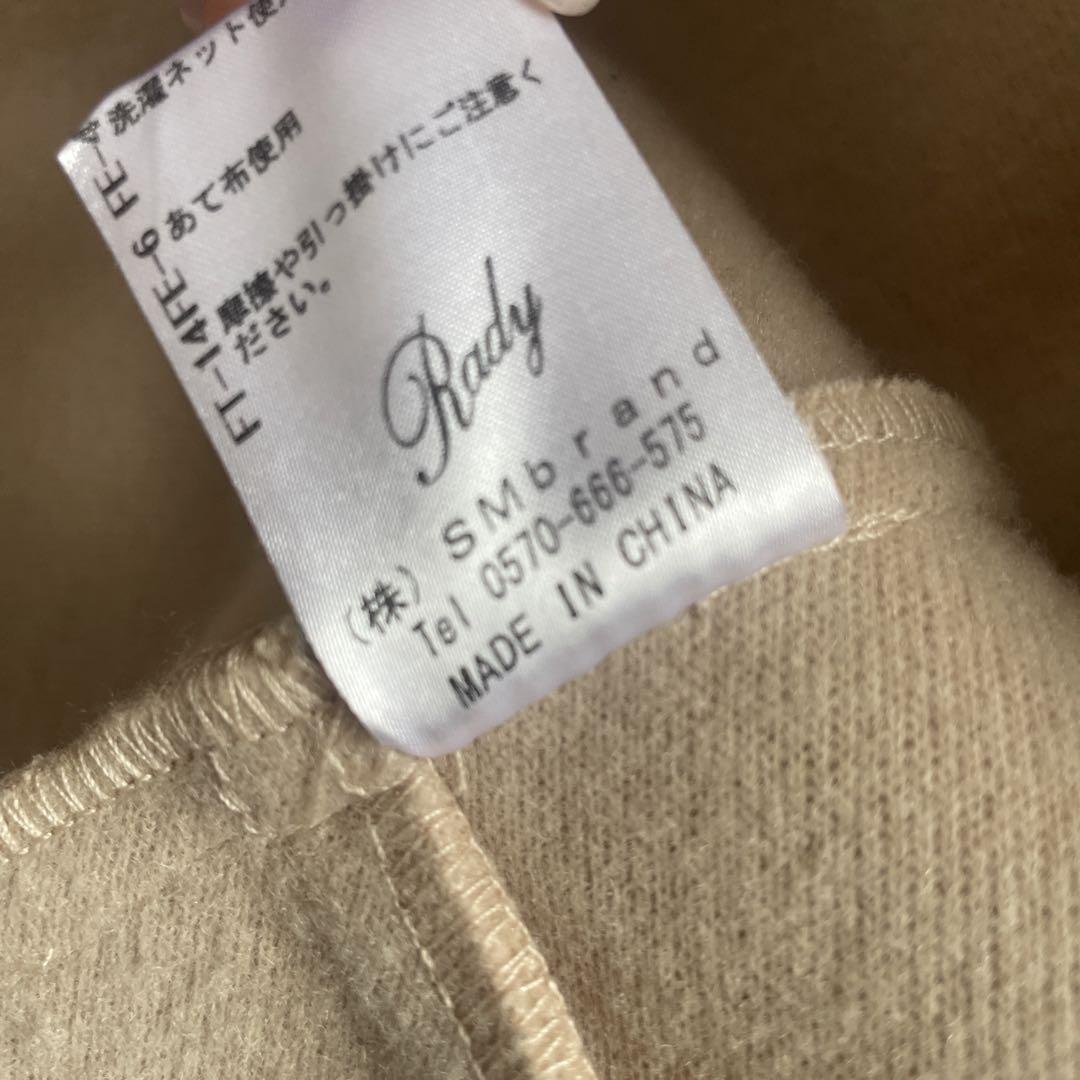 洗濯ネット使
あて布使用
摩擦や引っ掛けにご注意く
ださい。
FE-
FE-6
FT-14
Rady
(株) SMbrand
Tel 0570-666-575
MADE IN CHINA